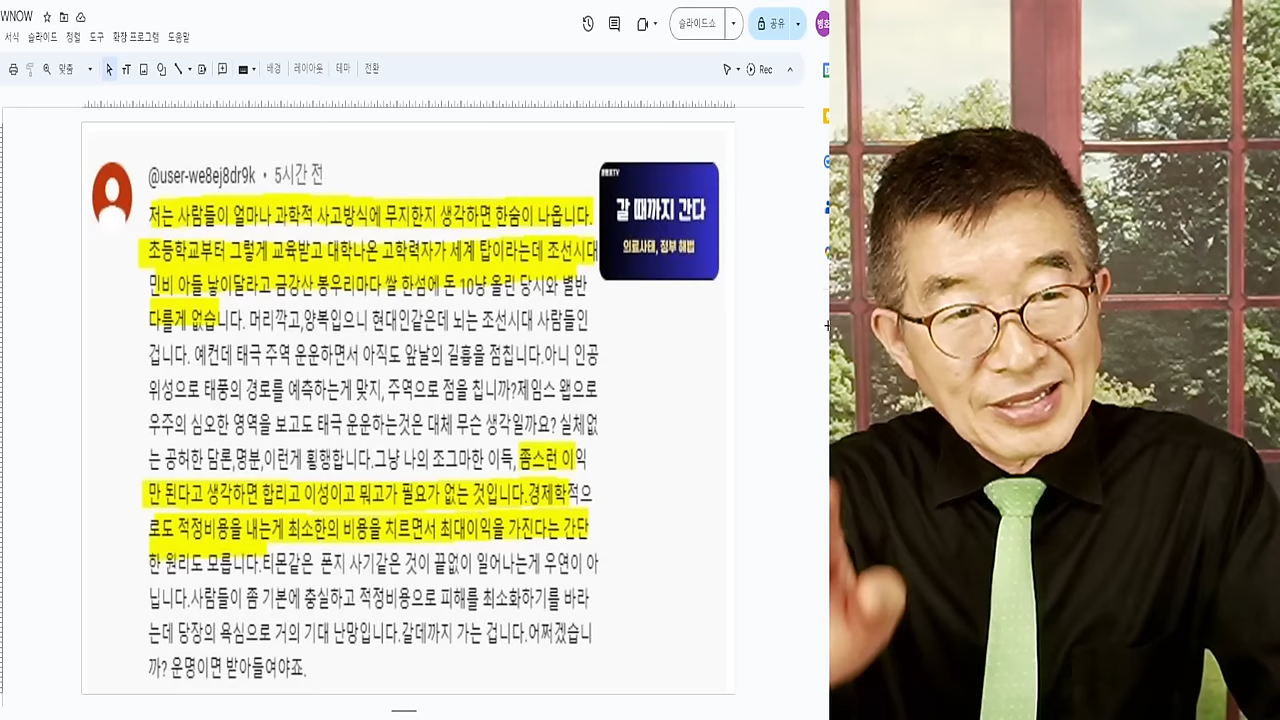 WNOW
서식 슬라이드 정렬 도구 확장 프로그램 도움말
슬라이드쇼
공유
맞춤
배경 레이아웃 테마 전환
Rec
@user-we8ej8dr9k • 5시간 전
갈 때까지 간다
의료사태, 정부 해법
저는 사람들이 얼마나 과학적 사고방식에 무지한지 생각하면 한숨이 나옵니다.
초등학교부터 그렇게 교육받고 대학나온 고학력자가 세계 탑이라는데 조선시대
민비 아들 낳이달라고 금강산 봉우리마다 쌀 한섬에 돈 10냥 올린 당시와 별반
다를게 없습니다. 머리깍고,양복입으니 현대인같은데 뇌는 조선시대 사람들인
겁니다. 예컨데 태극 주역 운운하면서 아직도 앞날의 길흉을 점칩니다.아니 인공
위성으로 태풍의 경로를 예측하는게 맞지, 주역으로 점을 칩니까?제임스 웹으로
우주의 심오한 영역을 보고도 태극 운운하는것은 대체 무슨 생각일까요? 실체없
는 공허한 담론,명분,이런게 횡행합니다.그냥 나의 조그마한 이득, 좀스런 이익
만 된다고 생각하면 합리고 이성이고 뭐고가 필요가 없는 것입니다.경제학적으
로도 적정비용을 내는게 최소한의 비용을 치르면서 최대이익을 가진다는 간단
한 원리도 모릅니다.티몬같은 폰지 사기같은 것이 끝없이 일어나는게 우연이 아
닙니다.사람들이 좀 기본에 충실하고 적정비용으로 피해를 최소화하기를 바라
는데 당장의 욕심으로 거의 기대 난망입니다.갈데까지 가는 겁니다.어쩌겠습니
까? 운명이면 받아들여야죠.